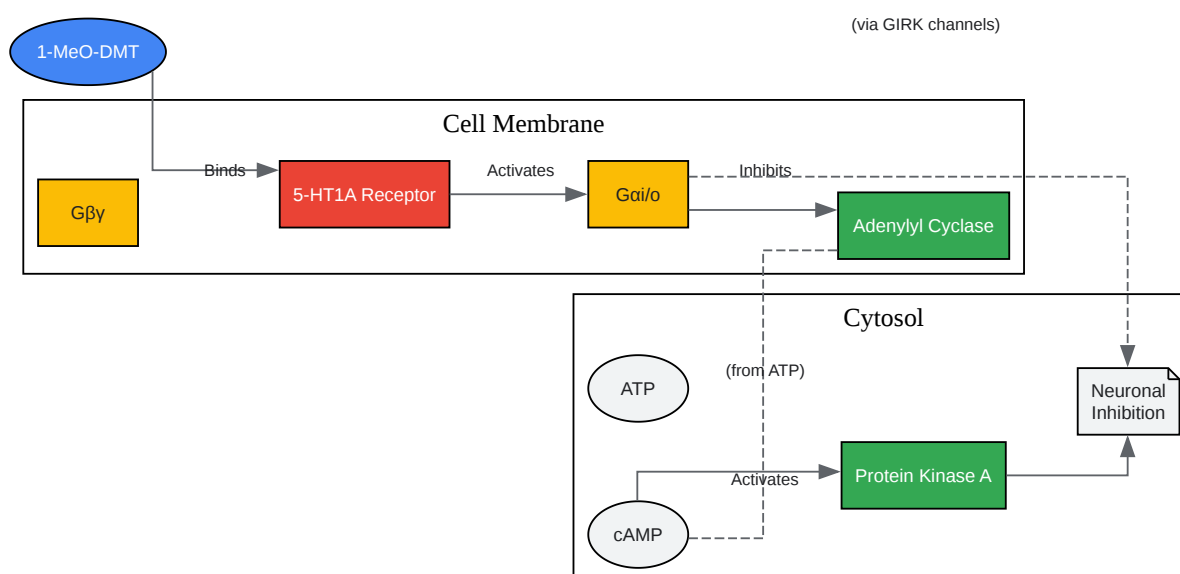 (via GIRK channels)
1-MeO-DMT
Cell Membrane
Binds
5-HT1A Receptor
Activates
Gαi/o
Inhibits
Gβγ
Adenylyl Cyclase
Cytosol
(from ATP)
ATP
Neuronal
Inhibition
Activates
Protein Kinase A
cAMP